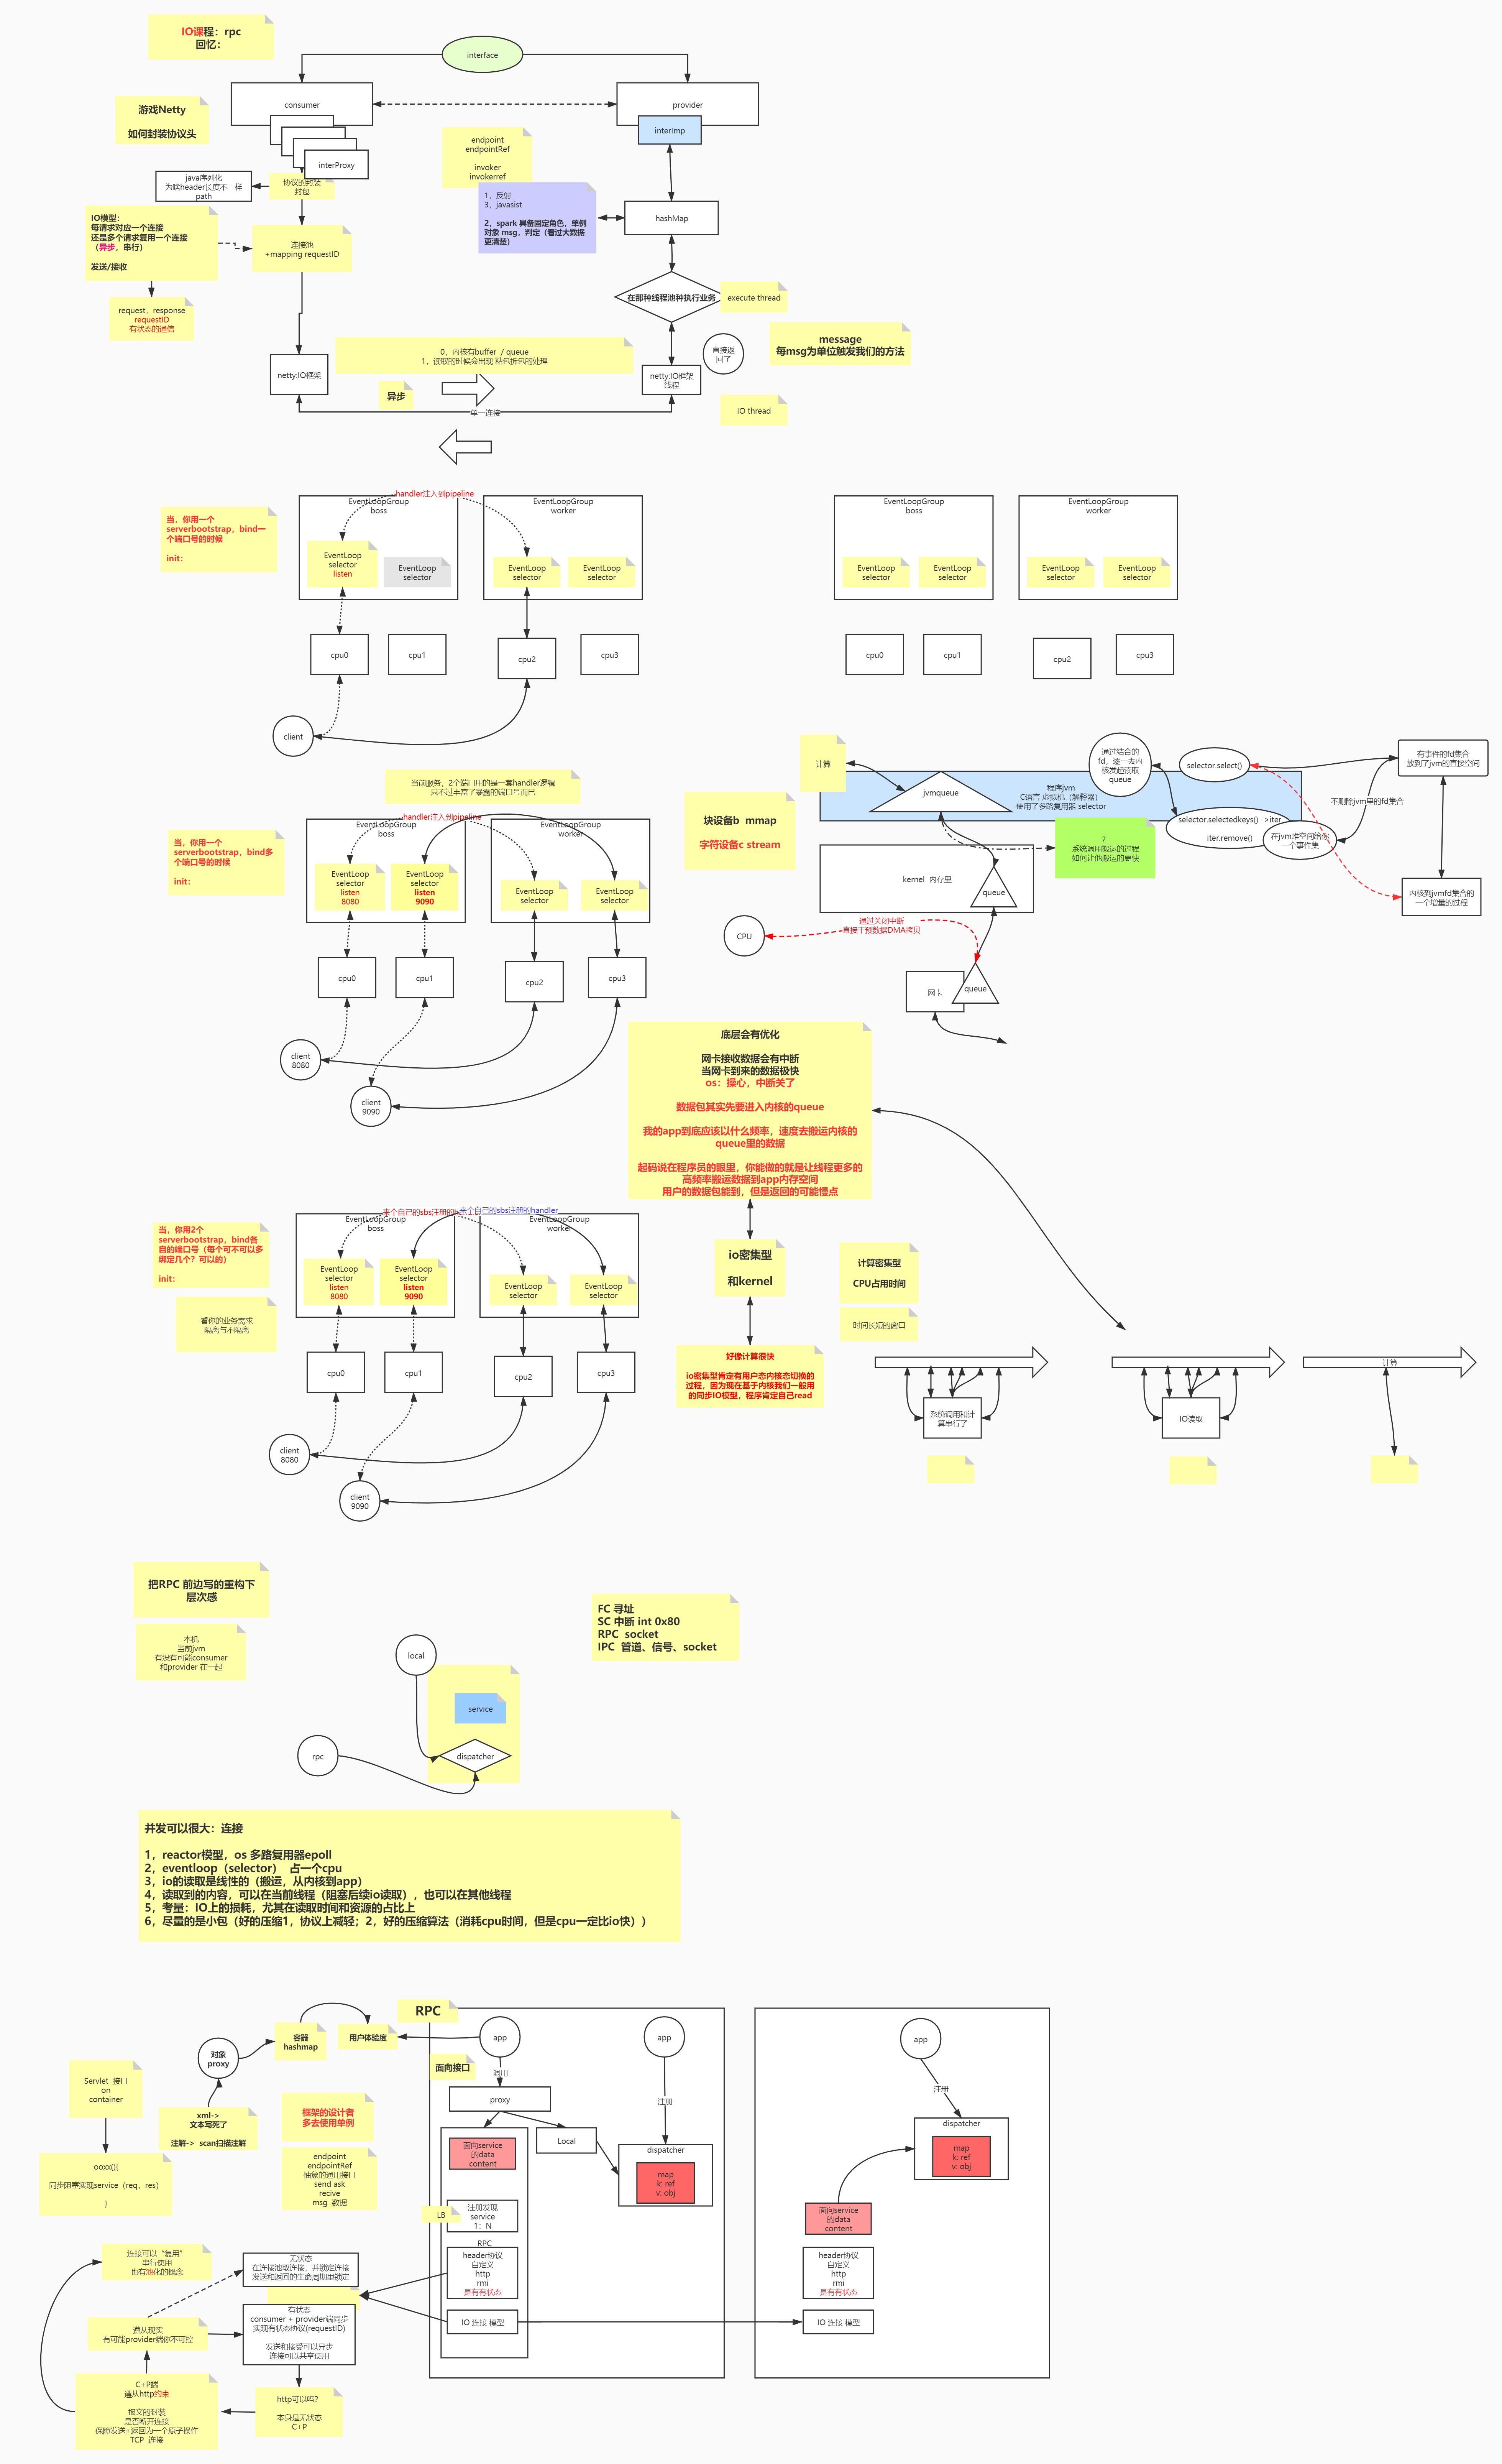 IO课程：rpc
回忆：
interface
consumer
provider
interImp
interProxy
游戏Netty
如何封装协议头
endpoint
endpointRef
invoker
invokerref
java序列化
为啥header长度不一样
path
协议的封装
封包
1，反射
3，javasist
2，spark 具备固定角色，单例
对象 msg，判定（看过大数据
更清楚）
hashMap
IO模型：
每请求对应一个连接
还是多个请求复用一个连接
（异步，串行）
发送/接收
连接池
+mapping requestID
在那种线程池种执行业务
execute thread
request，response
requestID
有状态的通信
message
每msg为单位触发我们的方法
直接返
回了
0，内核有buffer / queue
1，读取的时候会出现 粘包拆包的处理
netty:IO框架
netty:IO框架
线程
异步
单一连接
IO thread
当，你用一个
serverbootstrap，bind一
个端口号的时候
init：
handler注入到pipeline
EventLoopGroup
boss
EventLoopGroup
worker
EventLoop
selector
listen
EventLoop
selector
EventLoop
selector
EventLoop
selector
cpu0
cpu1
cpu2
cpu3
client
EventLoopGroup
boss
EventLoopGroup
worker
EventLoop
selector
EventLoop
selector
EventLoop
selector
EventLoop
selector
cpu0
cpu1
cpu2
cpu3
当前服务，2个端口用的是一套handler逻辑
只不过丰富了暴露的端口号而已
当，你用一个
serverbootstrap，bind多
个端口号的时候
init：
handler注入到pipeline
EventLoopGroup
boss
EventLoopGroup
worker
EventLoop
selector
listen
8080
EventLoop
selector
listen
9090
EventLoop
selector
EventLoop
selector
cpu0
cpu1
cpu2
cpu3
client
8080
client
9090
计算
jvmqueue
程序jvm
C语言 虚拟机（解释器）
使用了多路复用器 selector
通过结合的
fd，逐一去内
核发起读取
queue
selector.select()
有事件的fd集合
放到了jvm的直接空间
不删除jvm里的fd集合
selector.selectedkeys() ->iter
iter.remove()
在jvm堆空间给你
一个事件集
内核到jvmfd集合的
一个增量的过程
块设备b mmap
字符设备c stream
？
系统调用搬运的过程
如何让他搬运的更快
kernel 内存里
queue
CPU
通过关闭中断
直接干预数据DMA拷贝
网卡
queue
底层会有优化
网卡接收数据会有中断
当网卡到来的数据极快
os：操心，中断关了
数据包其实先要进入内核的queue
我的app到底应该以什么频率，速度去搬运内核的
queue里的数据
起码说在程序员的眼里，你能做的就是让线程更多的
高频率搬运数据到app内存空间
用户的数据包能到，但是返回的可能慢点
io密集型
和kernel
好像计算很快
io密集型肯定有用户态内核态切换的
过程，因为现在基于内核我们一般用
的同步IO模型，程序肯定自己read
计算密集型
CPU占用时间
时间长短的窗口
系统调用和计
算串行了
IO读取
计算
当，你用2个
serverbootstrap，bind各
自的端口号（每个可不可以多
绑定几个？可以的）
init：
看你的业务需求
隔离与不隔离
来个自己的sbs注册的
来个自己的sbs注册的handler
EventLoopGroup
boss
EventLoopGroup
worker
EventLoop
selector
listen
8080
EventLoop
selector
listen
9090
EventLoop
selector
EventLoop
selector
cpu0
cpu1
cpu2
cpu3
client
8080
client
9090
把RPC 前边写的重构下
层次感
本机
当前jvm
有没有可能consumer
和provider 在一起
FC 寻址
SC 中断 int 0x80
RPC socket
IPC 管道、信号、socket
local
service
rpc
dispatcher
并发可以很大：连接
1，reactor模型，os 多路复用器epoll
2，eventloop（selector） 占一个cpu
3，io的读取是线性的（搬运，从内核到app）
4，读取到的内容，可以在当前线程（阻塞后续io读取），也可以在其他线程
5，考量：IO上的损耗，尤其在读取时间和资源的占比上
6，尽量的是小包（好的压缩1，协议上减轻；2，好的压缩算法（消耗cpu时间，但是cpu一定比io快））
RPC
容器
hashmap
用户体验度
对象
proxy
Servlet 接口
on
container
xml->
文本写死了
注解-> scan扫描注解
框架的设计者
多去使用单例
ooxx(){
同步阻塞实现service（req，res）
}
endpoint
endpointRef
抽象的通用接口
send ask
recive
msg 数据
app
面向接口
调用
proxy
面向service
的data
content
Local
LB
注册发现
service
1：N
RPC
header协议
自定义
http
rmi
是有有状态
IO 连接 模型
app
注册
dispatcher
map
k: ref
v: obj
app
注册
dispatcher
map
k: ref
v: obj
面向service
的data
content
header协议
自定义
http
rmi
是有有状态
IO 连接 模型
连接可以“复用”
串行使用
也有池化的概念
无状态
在连接池取连接，并锁定连接
发送和返回的生命周期里锁定
有状态
consumer + provider端同步
实现有状态协议(requestID)
发送和接受可以异步
连接可以共享使用
遵从现实
有可能provider端你不可控
C+P端
遵从http约束
报文的封装
是否断开连接
保障发送+返回为一个原子操作
TCP 连接
http可以吗？
本身是无状态
C+P